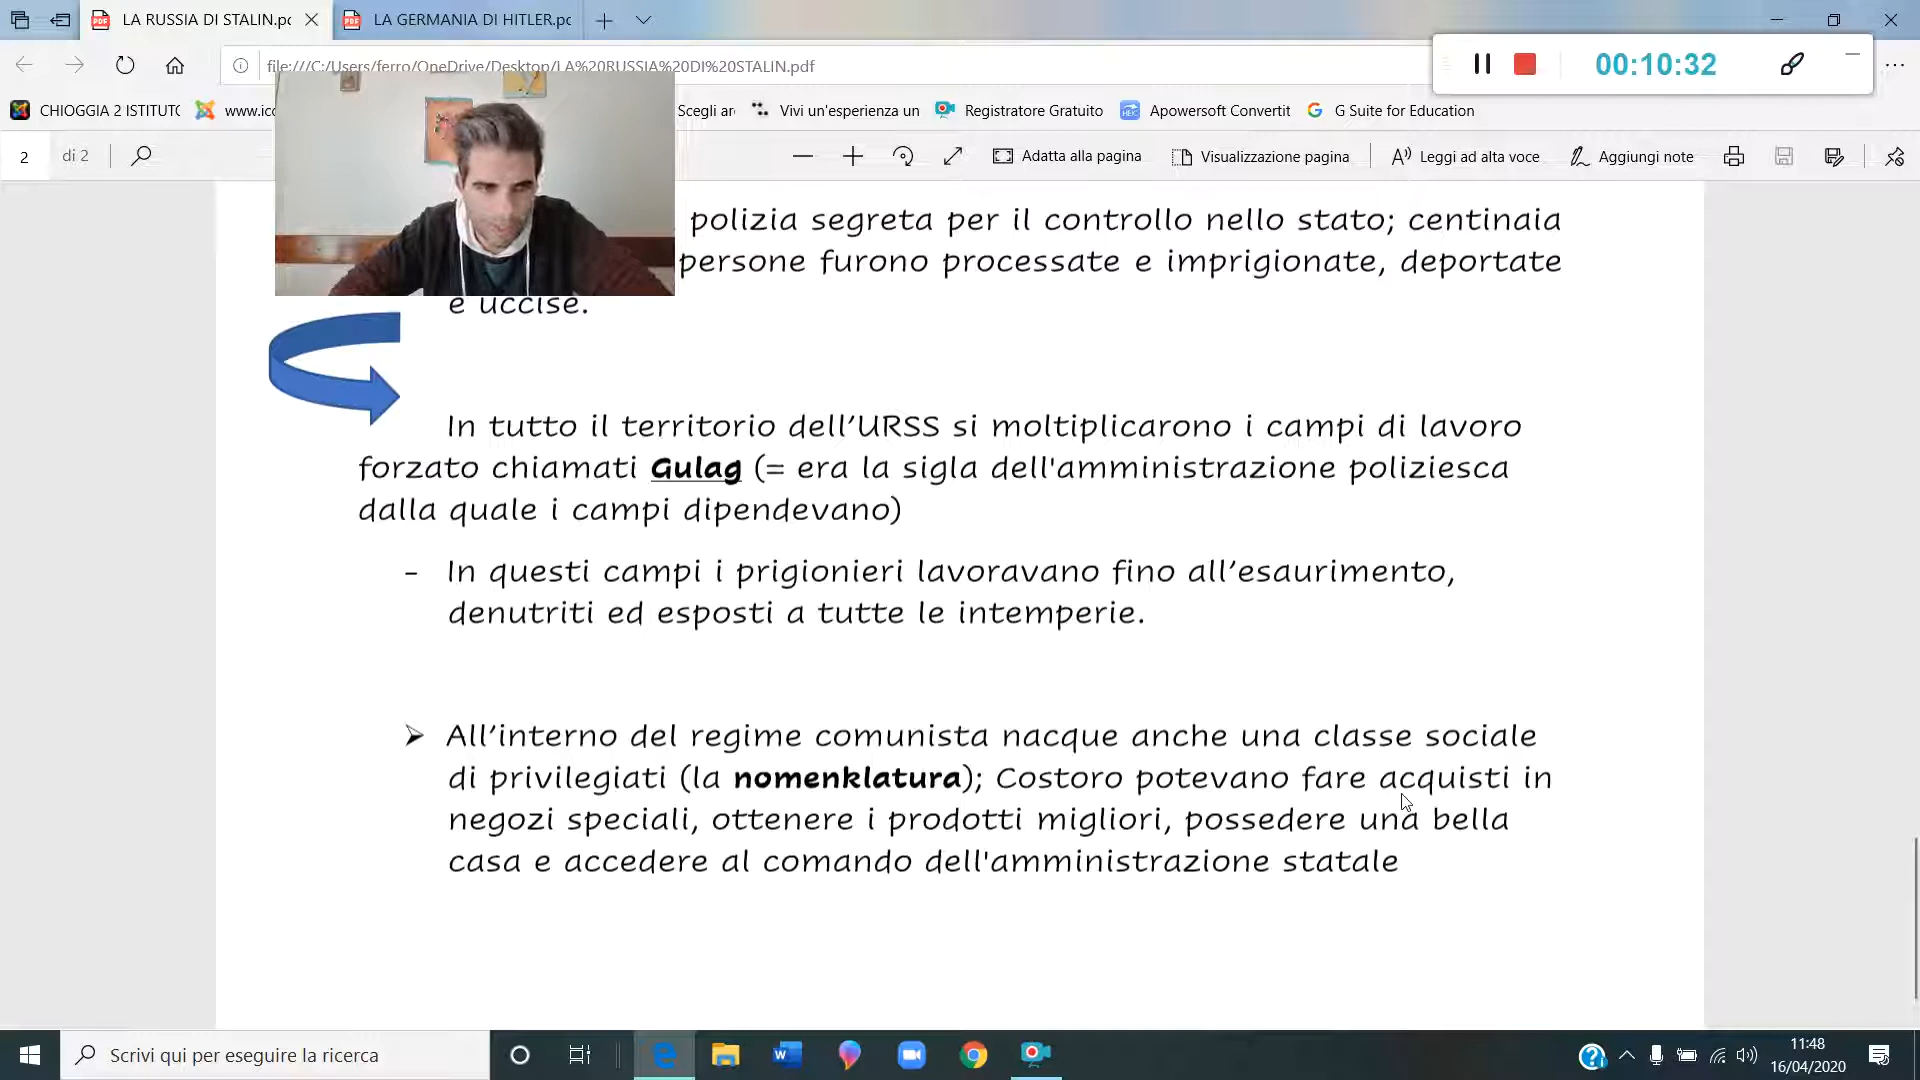 LA RUSSIA DI STALIN.pc
LA GERMANIA DI HITLER.pc
file:///C:/Users/ferro/OneDrive/Desktop/LA%20RUSSIA%20DI%20STALIN.pdf
00:10:32
CHIOGGIA 2 ISTITUTO
www.icc
Scegli ar
Vivi un'esperienza un
Registratore Gratuito
Apowersoft Convertit
G Suite for Education
2 di 2
Adatta alla pagina
Visualizzazione pagina
Leggi ad alta voce
Aggiungi note
polizia segreta per il controllo nello stato; centinaia
persone furono processate e imprigionate, deportate
e uccise.
In tutto il territorio dell’URSS si moltiplicarono i campi di lavoro
forzato chiamati Gulag (= era la sigla dell'amministrazione poliziesca
dalla quale i campi dipendevano)
- In questi campi i prigionieri lavoravano fino all’esaurimento,
denutriti ed esposti a tutte le intemperie.
➢ All’interno del regime comunista nacque anche una classe sociale
di privilegiati (la nomenklatura); Costoro potevano fare acquisti in
negozi speciali, ottenere i prodotti migliori, possedere una bella
casa e accedere al comando dell'amministrazione statale
Scrivi qui per eseguire la ricerca
11:48
16/04/2020